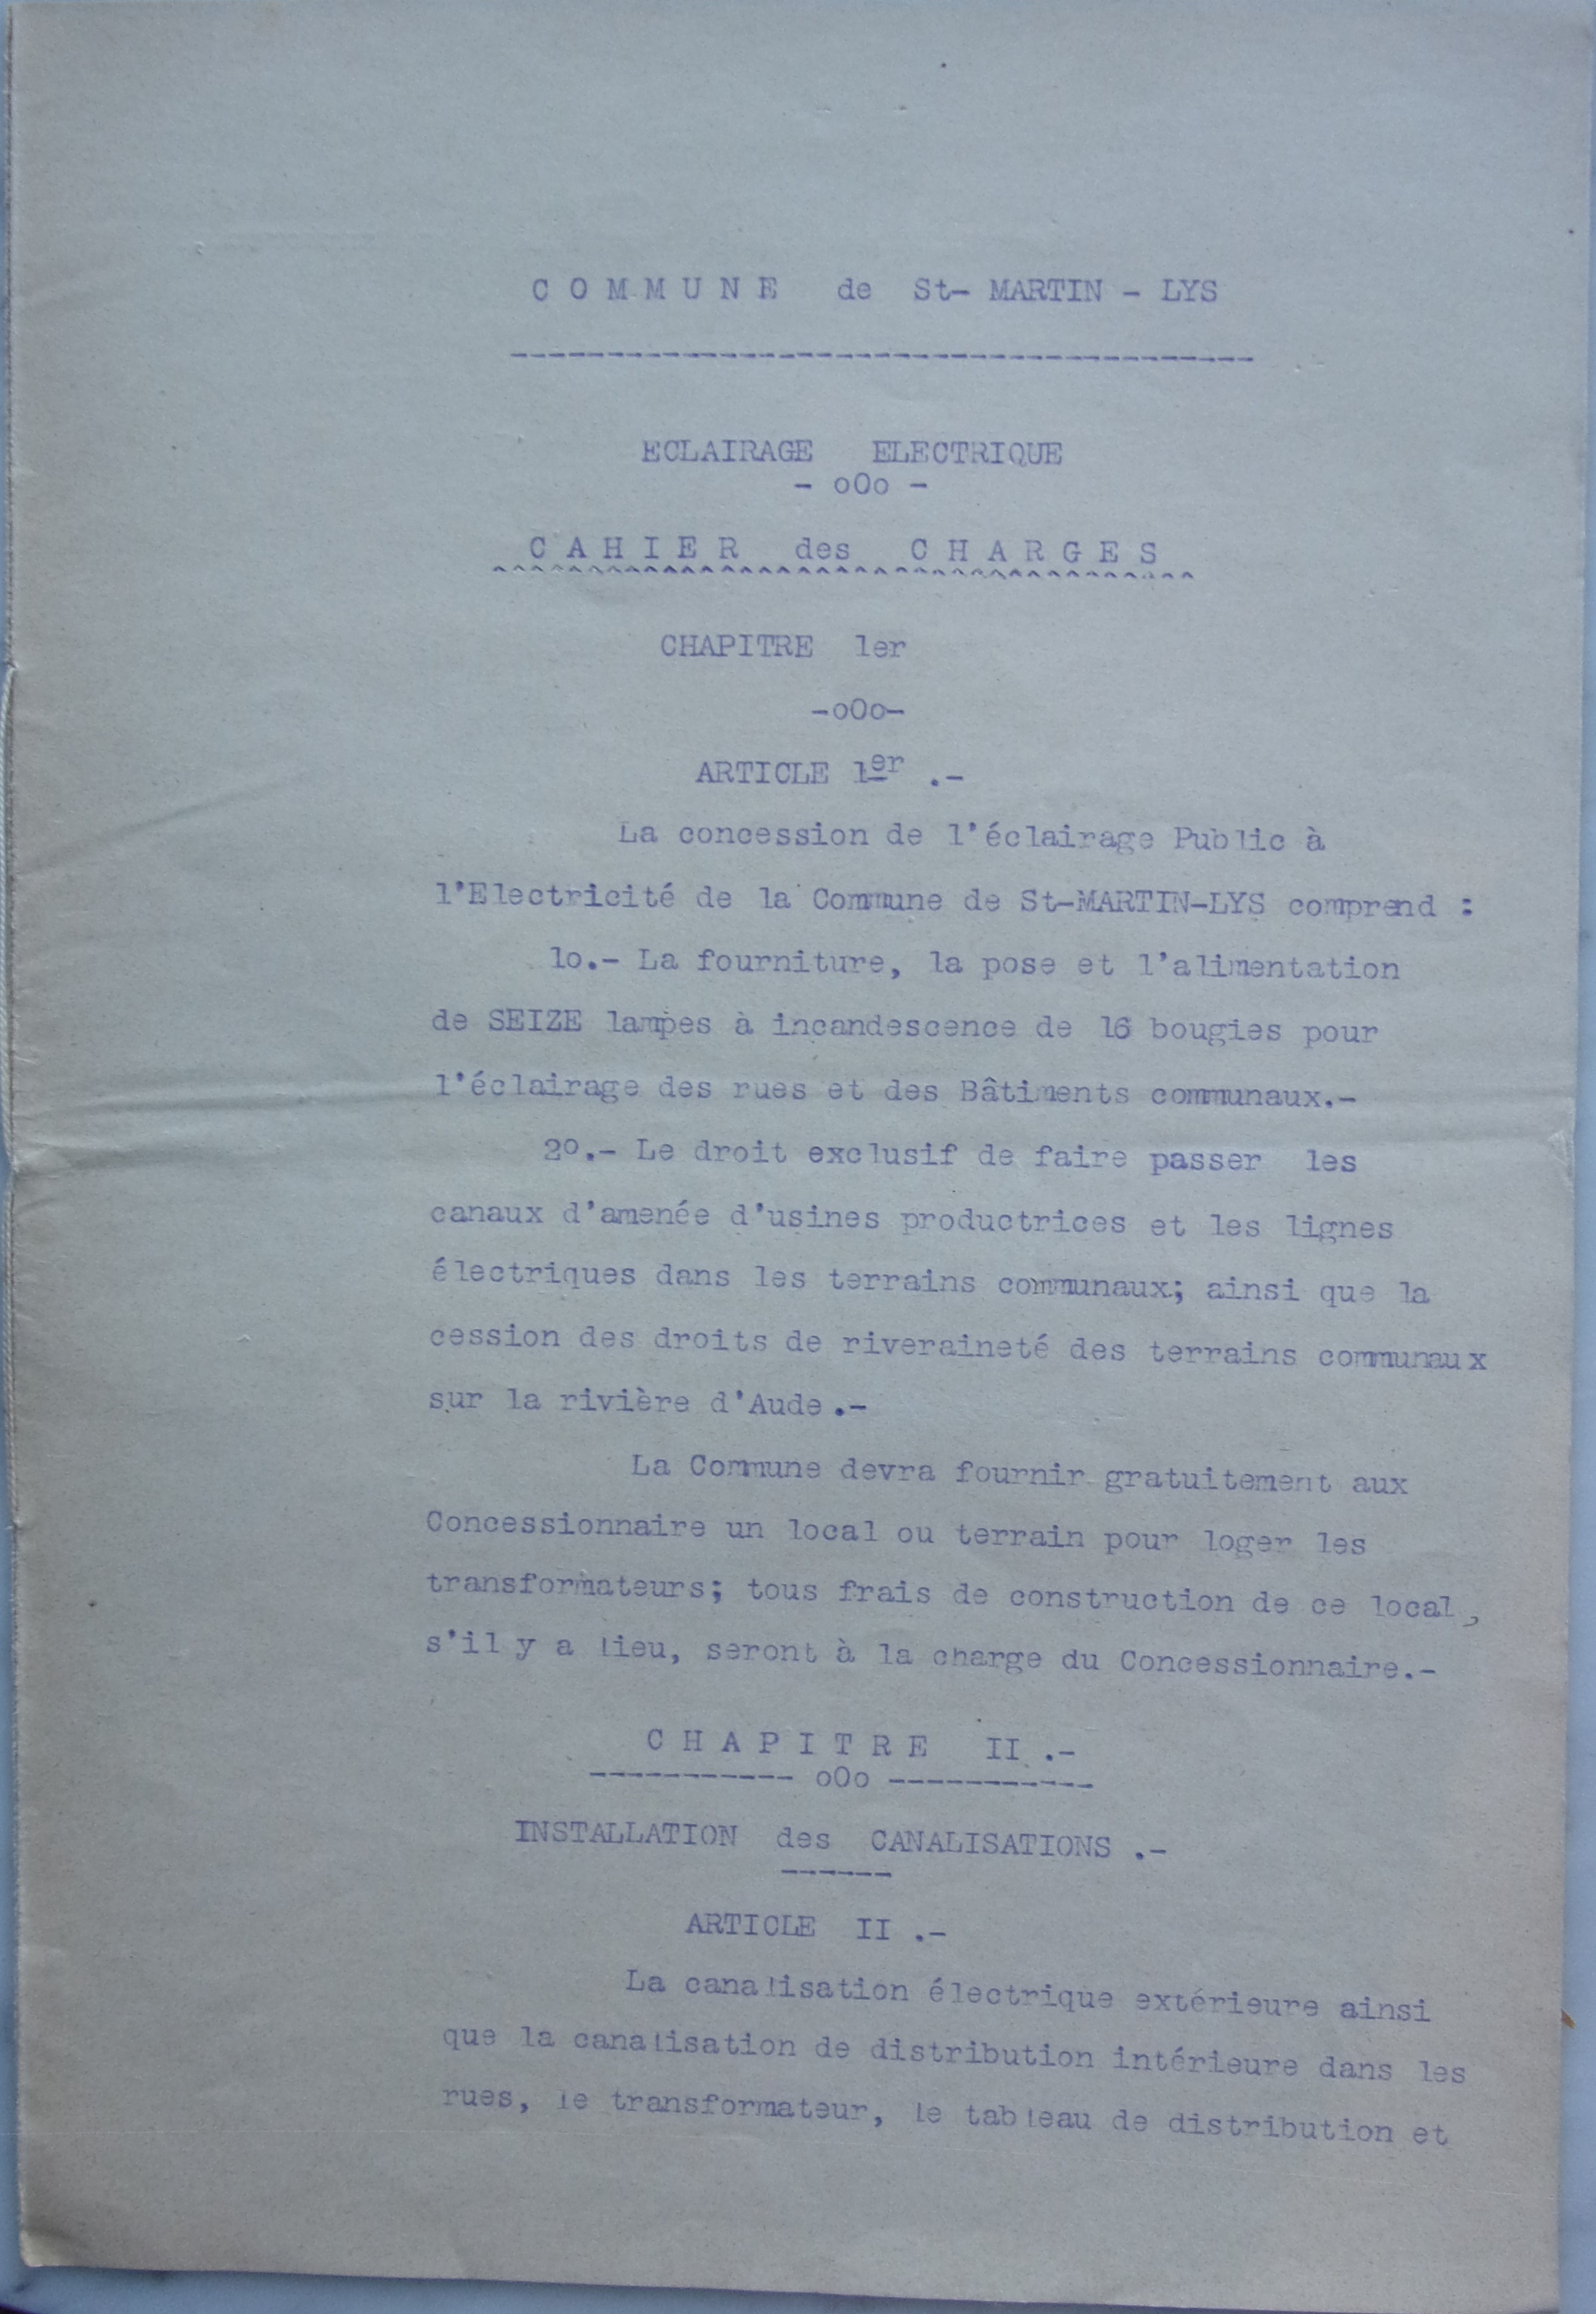 C O M M U N E de St- MARTIN - LYS
---------------------------------------
ECLAIRAGE ELECTRIQUE
- oOo -
C A H I E R des C H A R G E S
^^^^^^^^^^^^^^^^^^^^^^^^^^^^^^^^^^^^^
CHAPITRE 1er
-oOo-
ARTICLE 1er .-
La concession de l'éclairage Public à
l'Electricité de la Commune de St-MARTIN-LYS comprend :
1o.- La fourniture, la pose et l'alimentation
de SEIZE lampes à incandescence de 16 bougies pour
l'éclairage des rues et des Bâtiments communaux.-
2o.- Le droit exclusif de faire passer les
canaux d'amenée d'usines productrices et les lignes
électriques dans les terrains communaux; ainsi que la
cession des droits de riveraineté des terrains communaux
sur la rivière d'Aude.-
La Commune devra fournir gratuitement aux
Concessionnaire un local ou terrain pour loger les
transformateurs; tous frais de construction de ce local,
s'il y a lieu, seront à la charge du Concessionnaire.-
C H A P I T R E II .-
----------- oOo -----------
INSTALLATION des CANALISATIONS .-
------
ARTICLE II .-
La canalisation électrique extérieure ainsi
que la canalisation de distribution intérieure dans les
rues, le transformateur, le tableau de distribution et